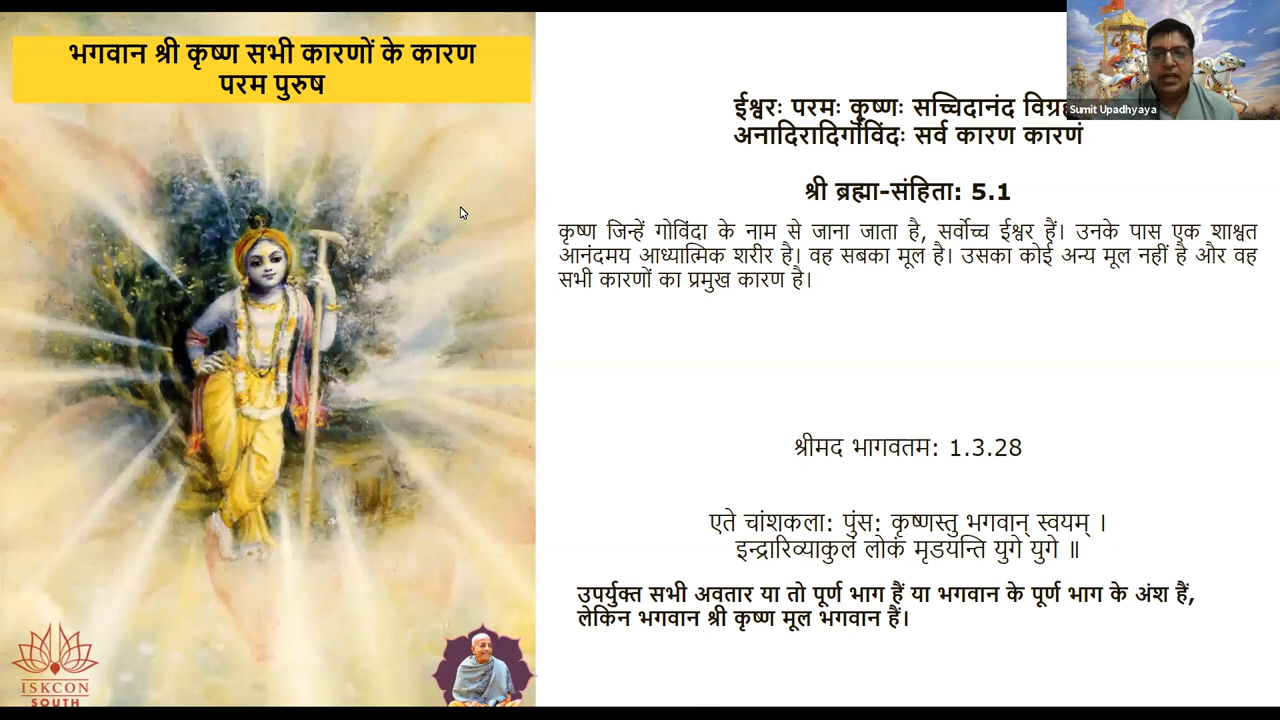 भगवान श्री कृष्ण सभी कारणों के कारण
परम पुरुष
ईश्वरः परमः कृष्णः सच्चिदानंद
अनादिरादिर्गोविंदः सर्व कारण कारणं
श्री ब्रह्मा-संहिता: 5.1
कृष्ण जिन्हें गोविंदा के नाम से जाना जाता है, सर्वोच्च ईश्वर हैं। उनके पास एक शाश्वत
आनंदमय आध्यात्मिक शरीर है। वह सबका मूल है। उसका कोई अन्य मूल नहीं है और वह
सभी कारणों का प्रमुख कारण है।
श्रीमद भागवतम: 1.3.28
एते चांशकला: पुंस: कृष्णस्तु भगवान् स्वयम् ।
इन्द्रारिव्याकुलं लोकं मृडयन्ति युगे युगे ॥
उपर्युक्त सभी अवतार या तो पूर्ण भाग हैं या भगवान के पूर्ण भाग के अंश हैं,
लेकिन भगवान श्री कृष्ण मूल भगवान हैं।
Sumit Upadhyaya
ISKCON
SOUTH